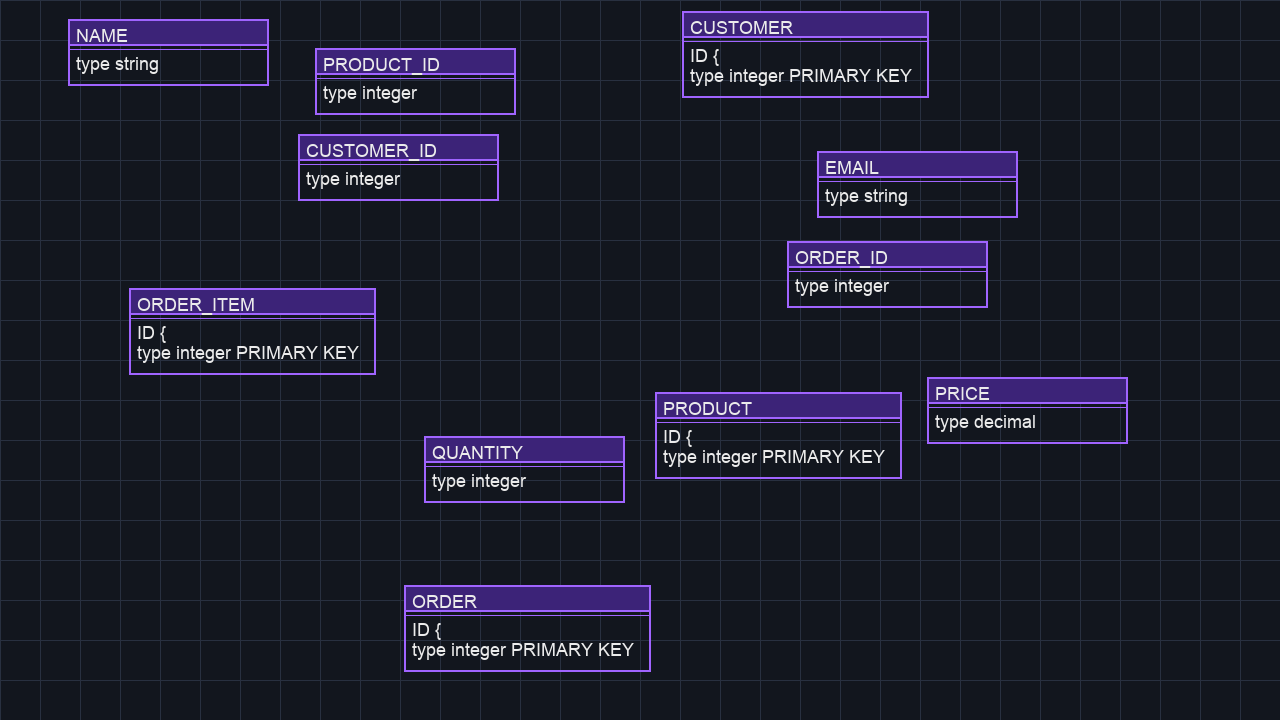 NAME
type string
PRODUCT_ID
type integer
CUSTOMER
ID {
type integer PRIMARY KEY
CUSTOMER_ID
type integer
EMAIL
type string
ORDER_ID
type integer
ORDER_ITEM
ID {
type integer PRIMARY KEY
PRODUCT
ID {
type integer PRIMARY KEY
PRICE
type decimal
QUANTITY
type integer
ORDER
ID {
type integer PRIMARY KEY